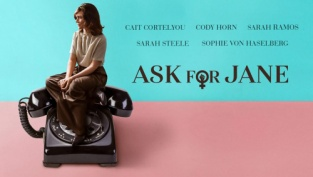 CAIT CORTELYOU CODY HORN SARAH RAMOS
SARAH STEELE SOPHIE VON HASELBERG
ASK FOR JANE